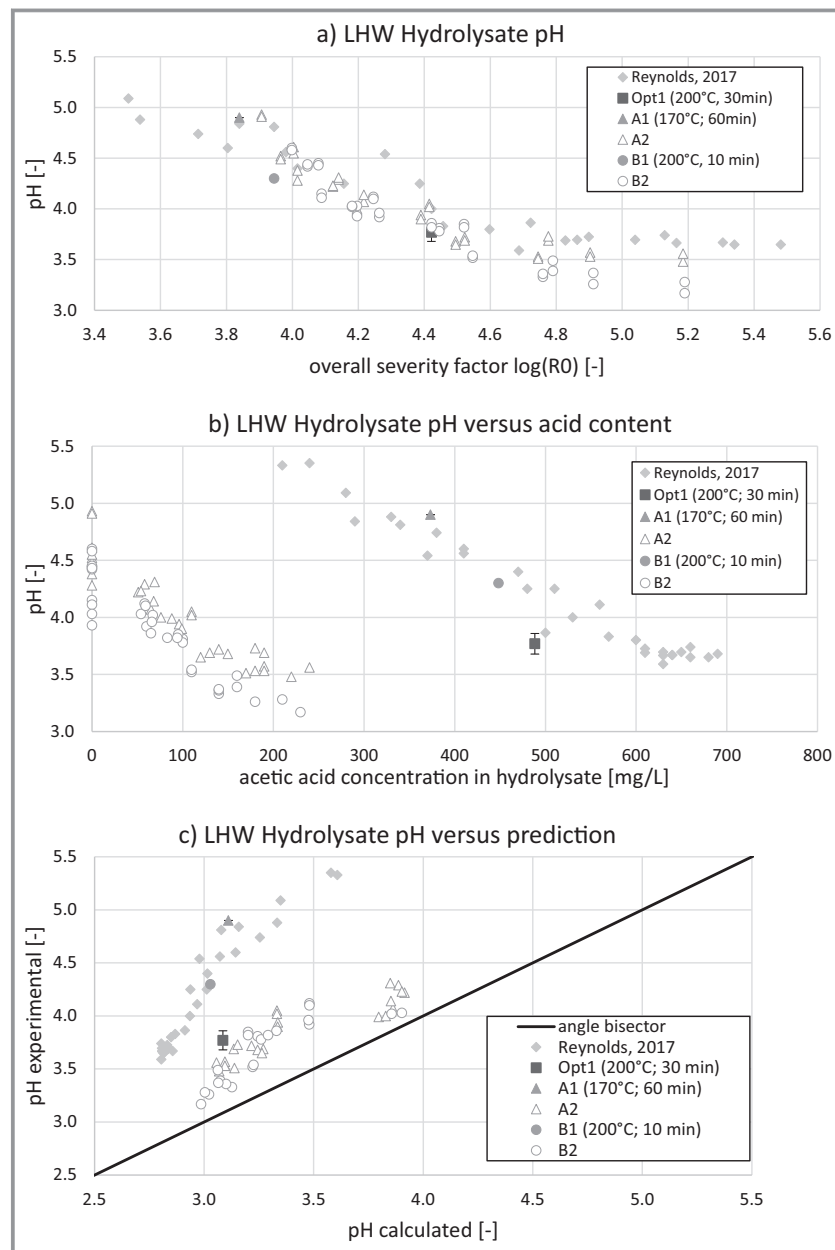 a) LHW Hydrolysate pH
5.5
5.0
4.5
4.0
3.5
3.0
pH [-]
Reynolds, 2017
Opt1 (200°C, 30min)
A1 (170°C; 60min)
A2
B1 (200°C, 10 min)
B2
3.4 3.6 3.8 4.0 4.2 4.4 4.6 4.8 5.0 5.2 5.4 5.6
overall severity factor log(R0) [-]
b) LHW Hydrolysate pH versus acid content
5.5
5.0
4.5
4.0
3.5
3.0
pH [-]
Reynolds, 2017
Opt1 (200°C; 30 min)
A1 (170°C; 60 min)
A2
B1 (200°C, 10 min)
B2
0 100 200 300 400 500 600 700 800
acetic acid concentration in hydrolysate [mg/L]
c) LHW Hydrolysate pH versus prediction
5.5
5.0
4.5
4.0
3.5
3.0
2.5
pH experimental [-]
angle bisector
Reynolds, 2017
Opt1 (200°C; 30 min)
A1 (170°C; 60 min)
A2
B1 (200°C; 10 min)
B2
2.5 3.0 3.5 4.0 4.5 5.0 5.5
pH calculated [-]